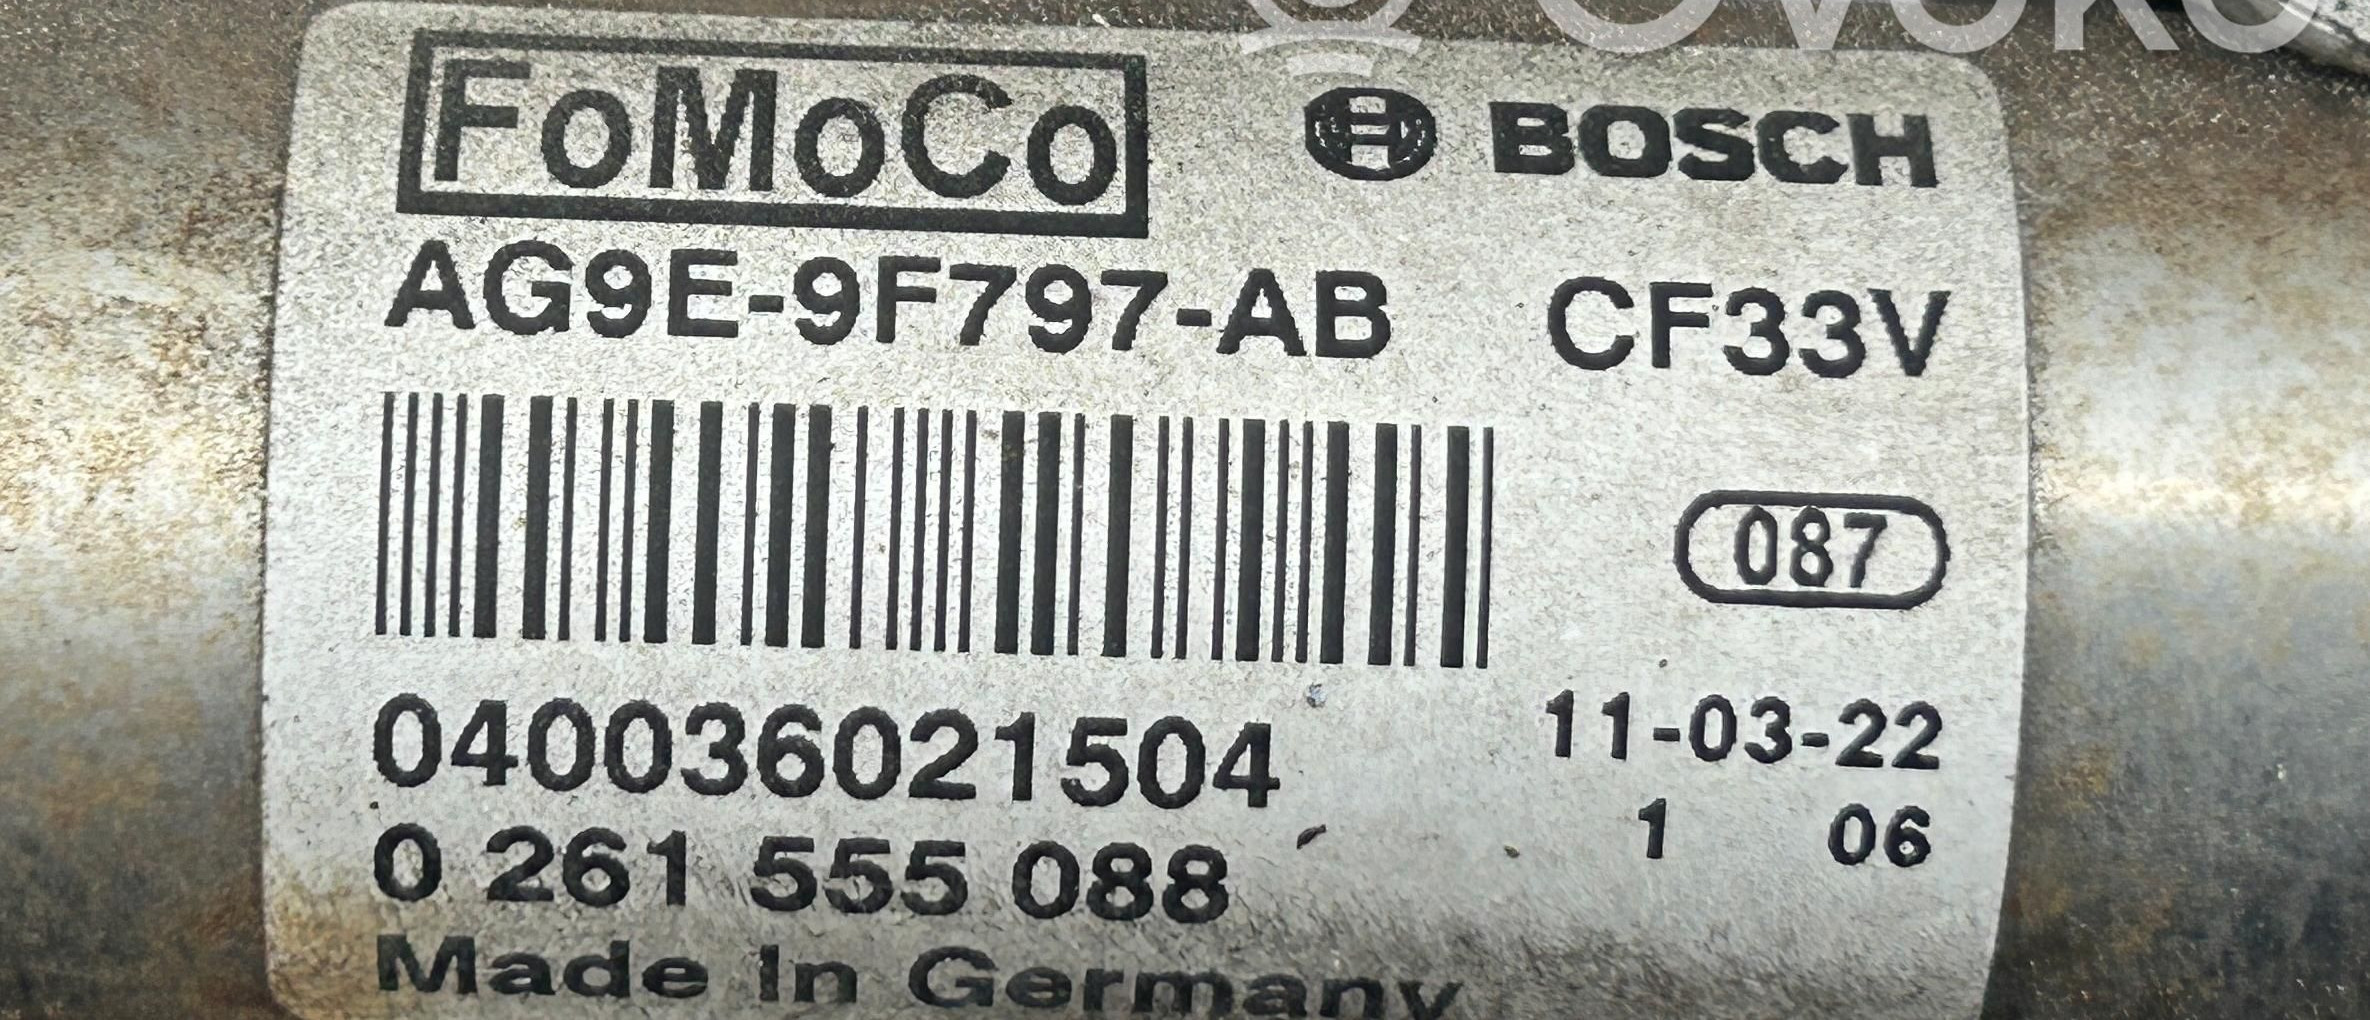 OVOKO
FoMoCo BOSCH
AG9E-9F797-AB CF33V
087
040036021504 11-03-22
1 06
0 261 555 088
Made In Germany